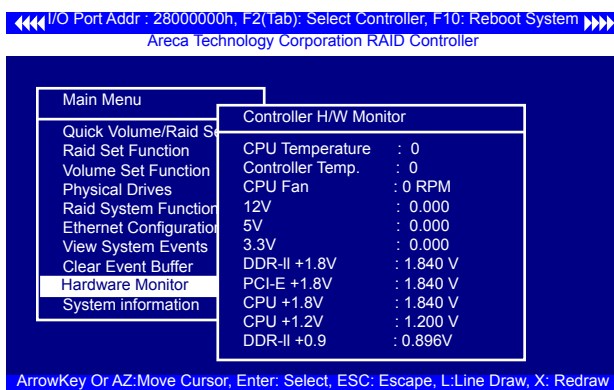 I/O Port Addr : 28000000h, F2(Tab): Select Controller, F10: Reboot System
Areca Technology Corporation RAID Controller
Main Menu
Quick Volume/Raid Se
Raid Set Function
Volume Set Function
Physical Drives
Raid System Function
Ethernet Configuration
View System Events
Clear Event Buffer
Hardware Monitor
System information
Controller H/W Monitor
CPU Temperature : 0
Controller Temp. : 0
CPU Fan : 0 RPM
12V : 0.000
5V : 0.000
3.3V : 0.000
DDR-II +1.8V : 1.840 V
PCI-E +1.8V : 1.840 V
CPU +1.8V : 1.840 V
CPU +1.2V : 1.200 V
DDR-II +0.9 : 0.896V
ArrowKey Or AZ:Move Cursor, Enter: Select, ESC: Escape, L:Line Draw, X: Redraw